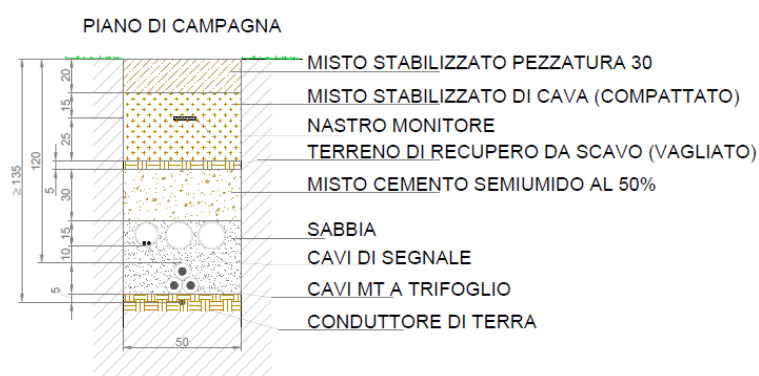 PIANO DI CAMPAGNA
MISTO STABILIZZATO PEZZATURA 30
MISTO STABILIZZATO DI CAVA (COMPATTATO)
NASTRO MONITORE
TERRENO DI RECUPERO DA SCAVO (VAGLIATO)
MISTO CEMENTO SEMIUMIDO AL 50%
SABBIA
CAVI DI SEGNALE
CAVI MT A TRIFOGLIO
CONDUTTORE DI TERRA
≥ 135
120
20
15
25
5
30
15
10
5
50